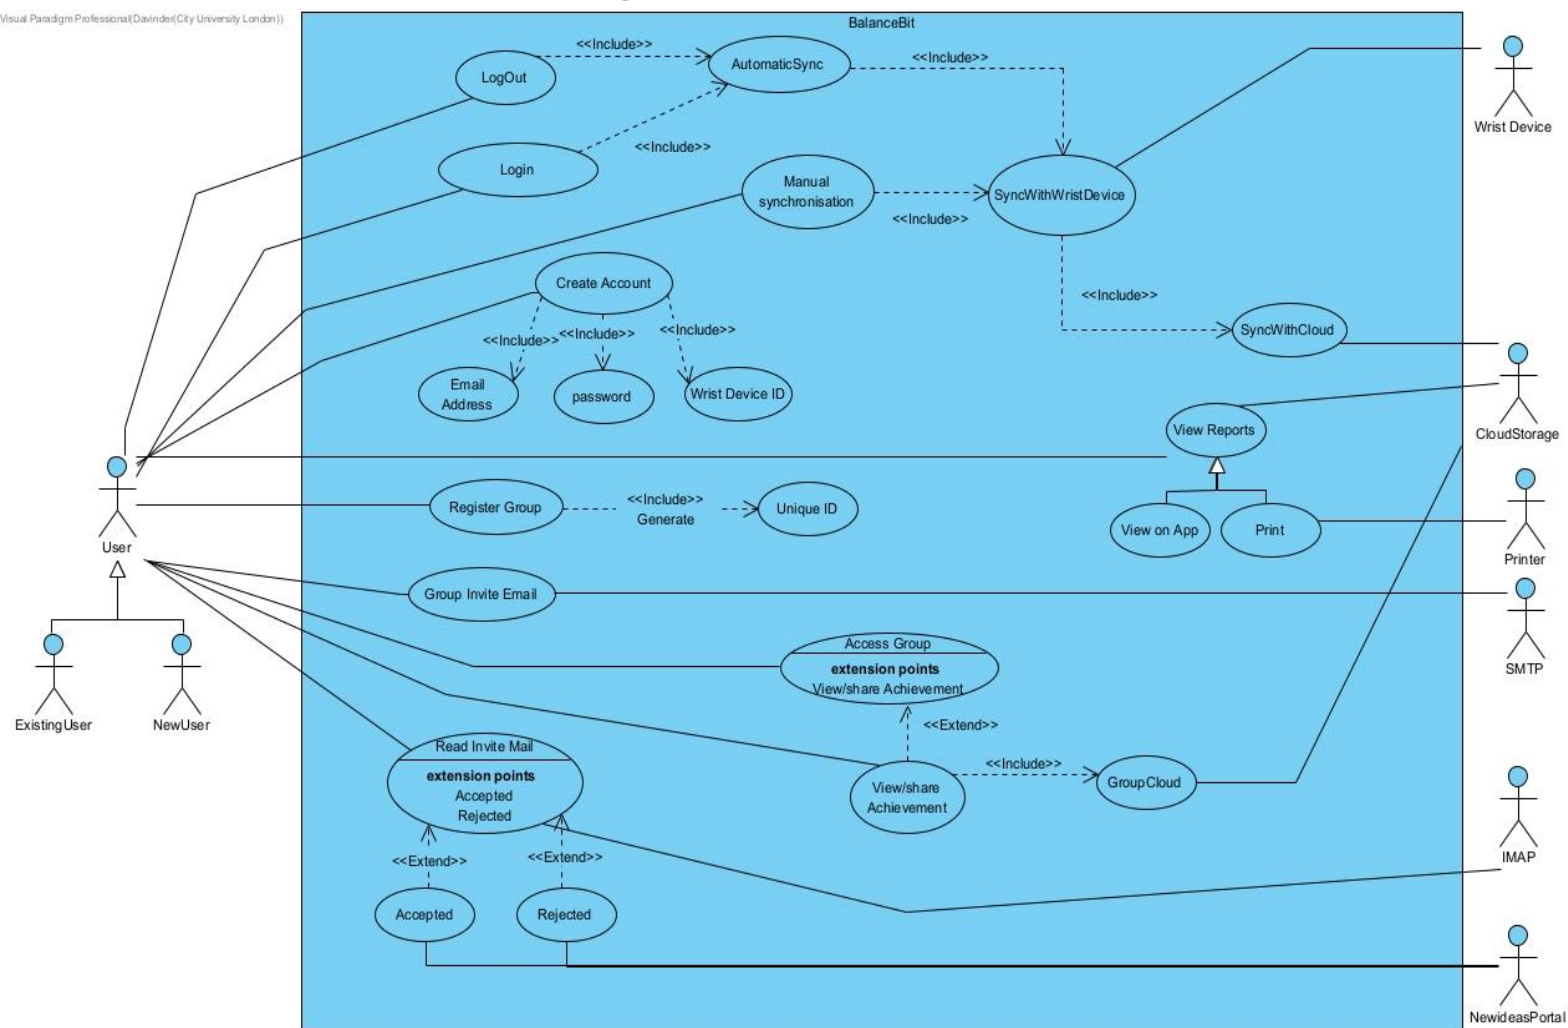 Visual Paradigm Professional(Davinder(City University London))
BalanceBit
<<Include>>
LogOut
AutomaticSync
<<Include>>
Wrist Device
Login
<<Include>>
Manual
synchronisation
<<Include>>
SyncWithWristDevice
Create Account
<<Include>>
<<Include>>
<<Include>>
Email
Address
password
Wrist Device ID
<<Include>>
SyncWithCloud
CloudStorage
View Reports
View on App
Print
Printer
User
Register Group
<<Include>>
Generate
Unique ID
Group Invite Email
SMTP
ExistingUser
NewUser
Access Group
extension points
View/share Achievement
<<Extend>>
View/share
Achievement
<<Include>>
GroupCloud
Read Invite Mail
extension points
Accepted
Rejected
<<Extend>>
<<Extend>>
Accepted
Rejected
IMAP
NewideasPortal